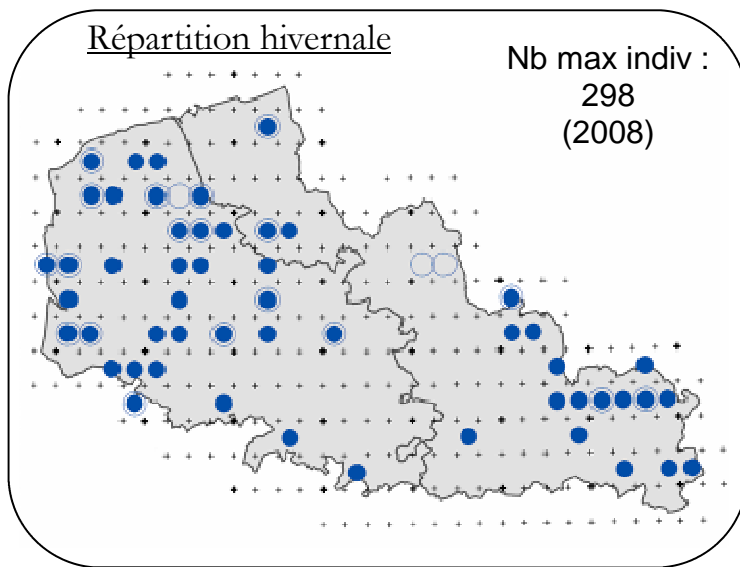 Répartition hivernale
Nb max indiv :
298
(2008)